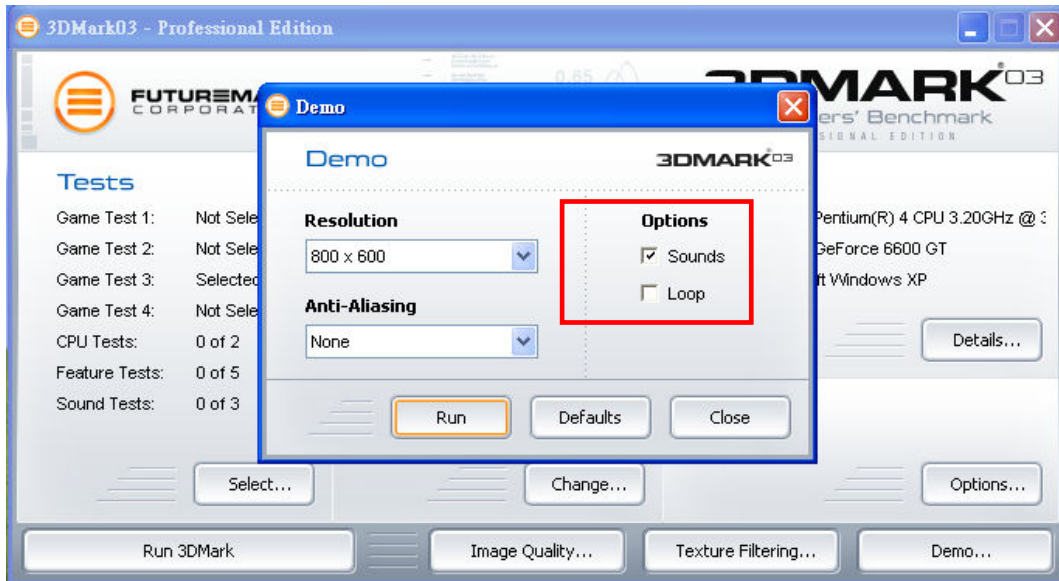 3DMark03 - Professional Edition
FUTUREMA
CORPORAT
0.85
3DMARK03
ers' Benchmark
SIONAL EDITION
Demo
Demo
3DMARK03
Resolution
800 x 600
Anti-Aliasing
None
Options
Sounds
Loop
Run
Defaults
Close
Tests
Game Test 1: Not Sele
Game Test 2: Not Sele
Game Test 3: Selected
Game Test 4: Not Sele
CPU Tests: 0 of 2
Feature Tests: 0 of 5
Sound Tests: 0 of 3
Pentium(R) 4 CPU 3.20GHz @ 3
GeForce 6600 GT
ft Windows XP
Details...
Select...
Change...
Options...
Run 3DMark
Image Quality...
Texture Filtering...
Demo...